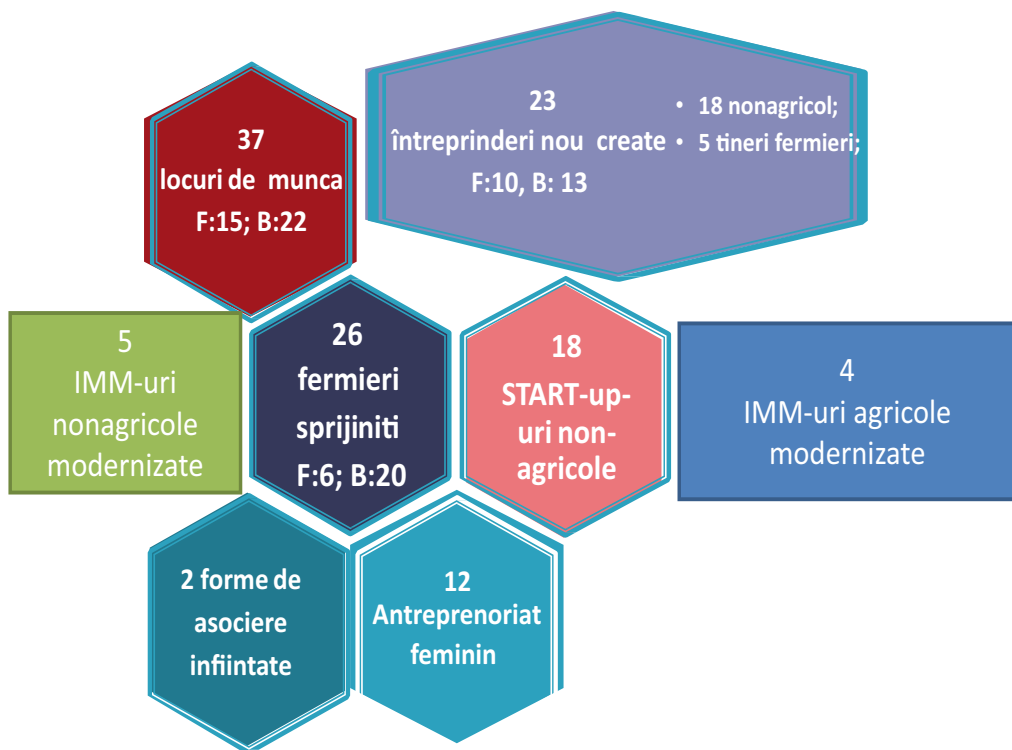 37
locuri de munca
F:15; B:22
23
întreprinderi nou create
F:10, B: 13
• 18 nonagricol;
• 5 tineri fermieri;
5
IMM-uri
nonagricole
modernizate
26
fermieri
sprijiniti
F:6; B:20
18
START-up-
uri non-
agricole
4
IMM-uri agricole
modernizate
2 forme de
asociere
infiintate
12
Antreprenoriat
feminin